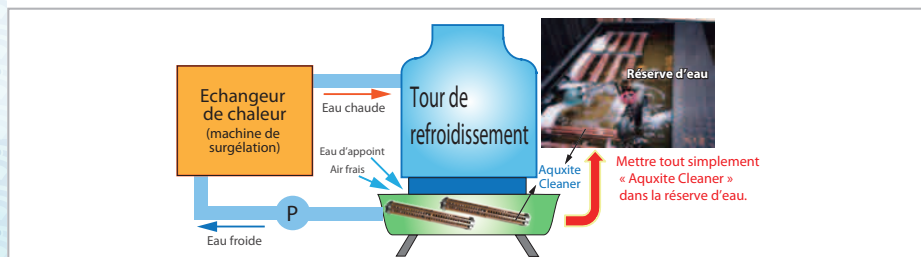 Echangeur
de chaleur
(machine de
surgélation)
Eau chaude
Tour de
refroidissement
Eau d'appoint
Air frais
P
Eau froide
Réserve d'eau
Aquxite
Cleaner
Mettre tout simplement
« Aquxite Cleaner »
dans la réserve d'eau.